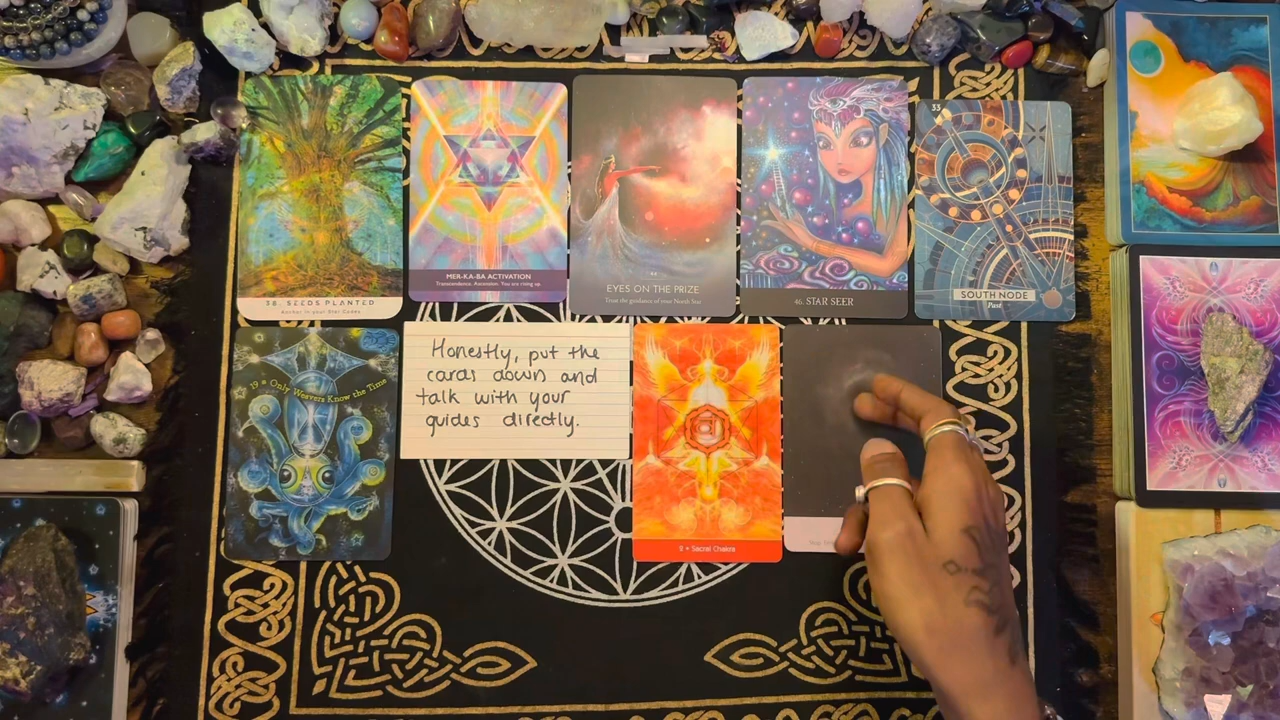 38. SEEDS PLANTED
Anchor in your Star Codes
MER-KA-BA ACTIVATION
Transcendence. Ascension. You are rising.
EYES ON THE PRIZE
Trust the guidance of your North Star
46. STAR SEER
33
SOUTH NODE
Past
19 ¤ Only Weavers Know the Time
Honestly, put the
cards down and
talk with your
guides directly.
2 ¤ Sacral Chakra